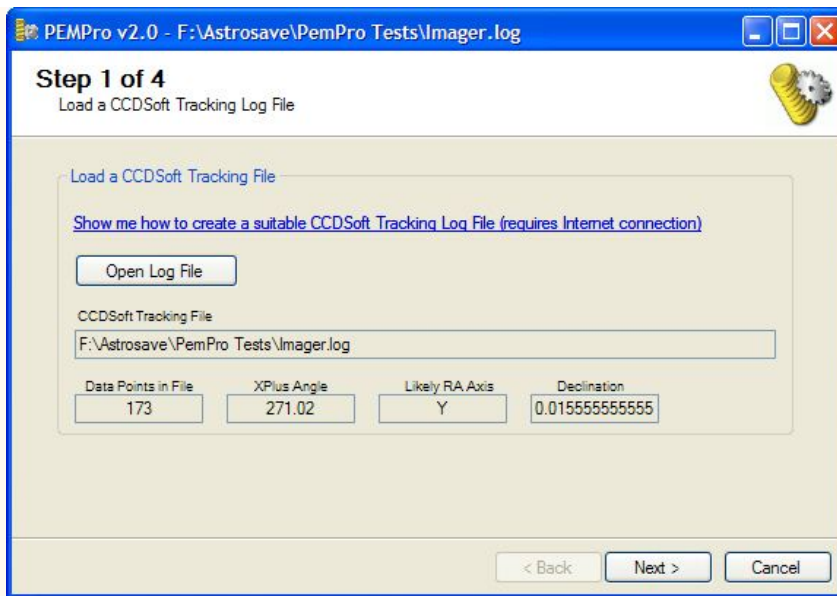 PEMPro v2.0 - F:\Astrosave\PemPro Tests\Imager.log
Step 1 of 4
Load a CCDSoft Tracking Log File
Load a CCDSoft Tracking File
Show me how to create a suitable CCDSoft Tracking Log File (requires Internet connection)
Open Log File
CCDSoft Tracking File
F:\Astrosave\PemPro Tests\Imager.log
Data Points in File XPlus Angle Likely RA Axis Declination
173 271.02 Y 0.015555555555
< Back Next > Cancel